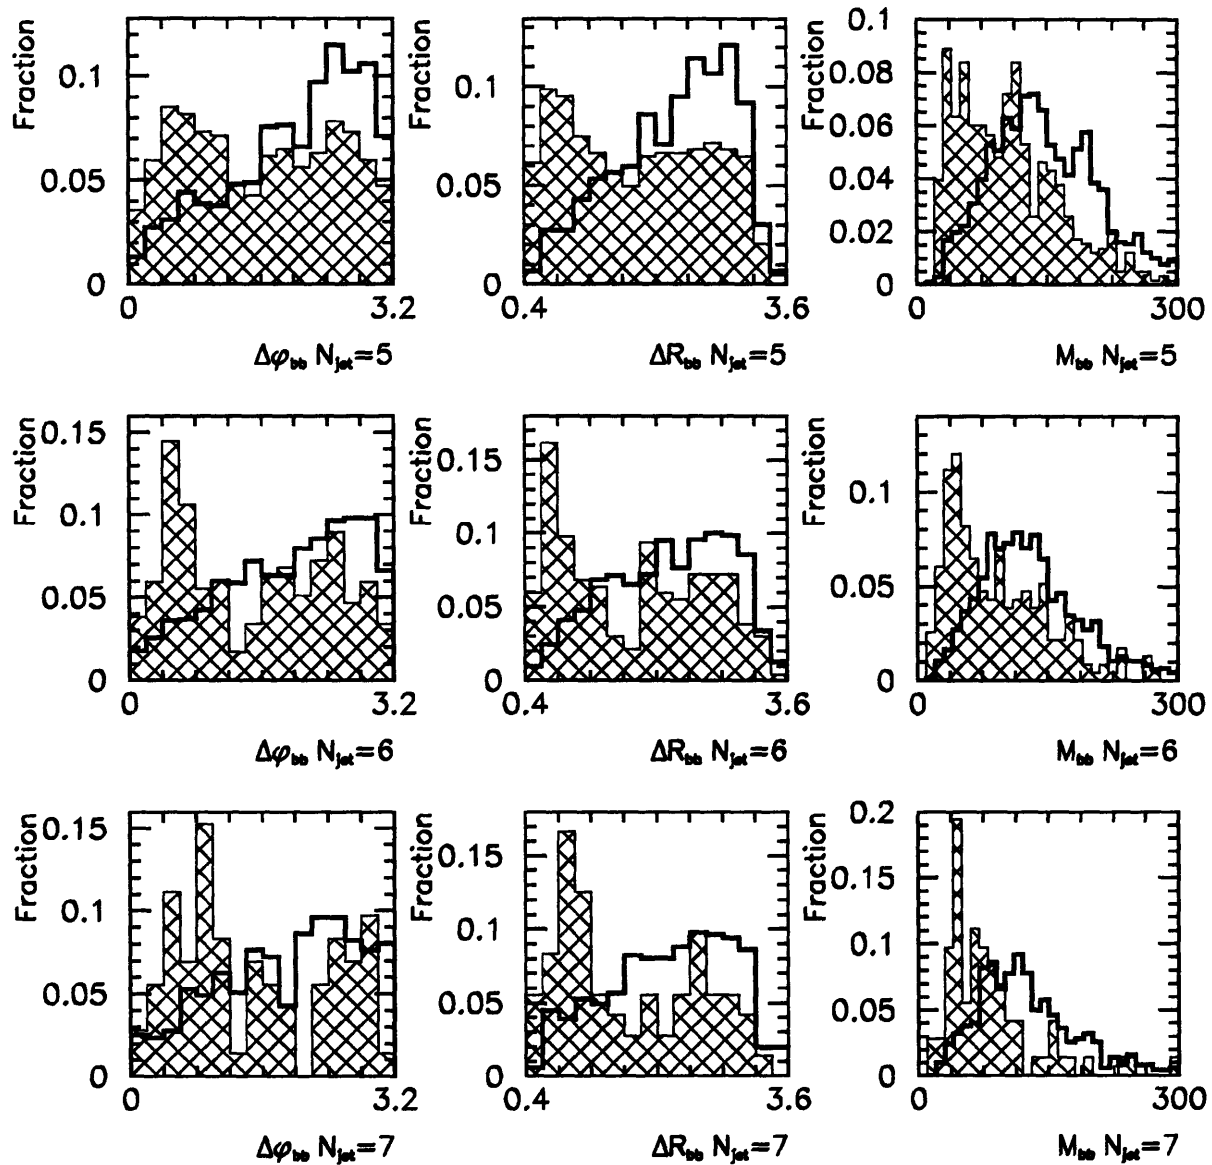 Fraction
0.1
0.05
0
0 3.2
Δφbb Njet=5
Fraction
0.1
0.05
0
0.4 3.6
ΔRbb Njet=5
Fraction
0.1
0.08
0.06
0.04
0.02
0
0 300
Mbb Njet=5
Fraction
0.15
0.1
0.05
0
0 3.2
Δφbb Njet=6
Fraction
0.15
0.1
0.05
0
0.4 3.6
ΔRbb Njet=6
Fraction
0.1
0.05
0
0 300
Mbb Njet=6
Fraction
0.15
0.1
0.05
0
0 3.2
Δφbb Njet=7
Fraction
0.15
0.1
0.05
0
0.4 3.6
ΔRbb Njet=7
Fraction
0.2
0.15
0.1
0.05
0
0 300
Mbb Njet=7